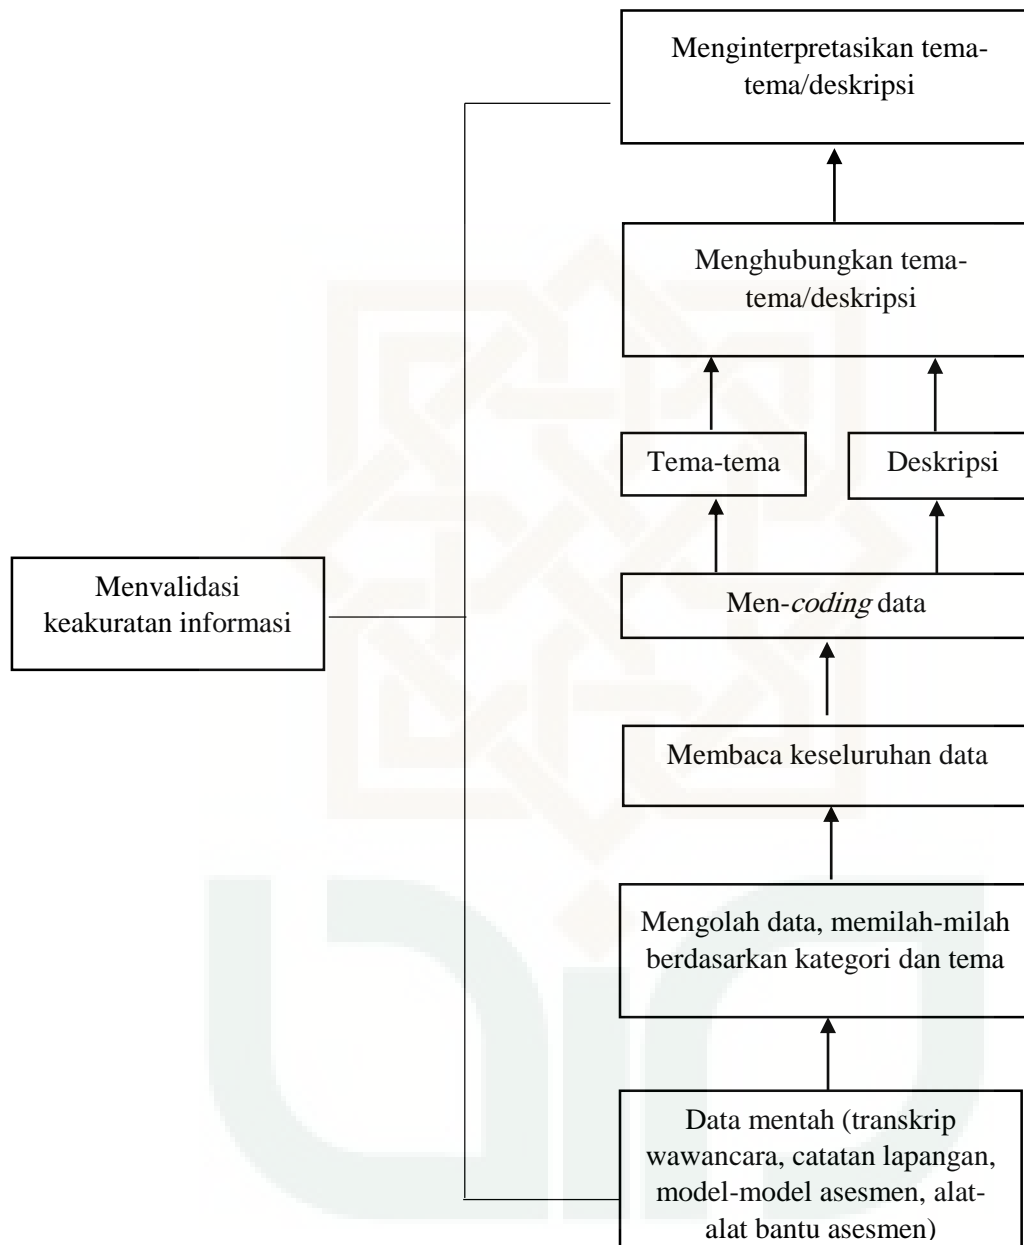 Menginterpretasikan tema-
tema/deskripsi
Menghubungkan tema-
tema/deskripsi
Tema-tema
Deskripsi
Menvalidasi
keakuratan informasi
Men-coding data
Membaca keseluruhan data
Mengolah data, memilah-milah
berdasarkan kategori dan tema
Data mentah (transkrip
wawancara, catatan lapangan,
model-model asesmen, alat-
alat bantu asesmen)